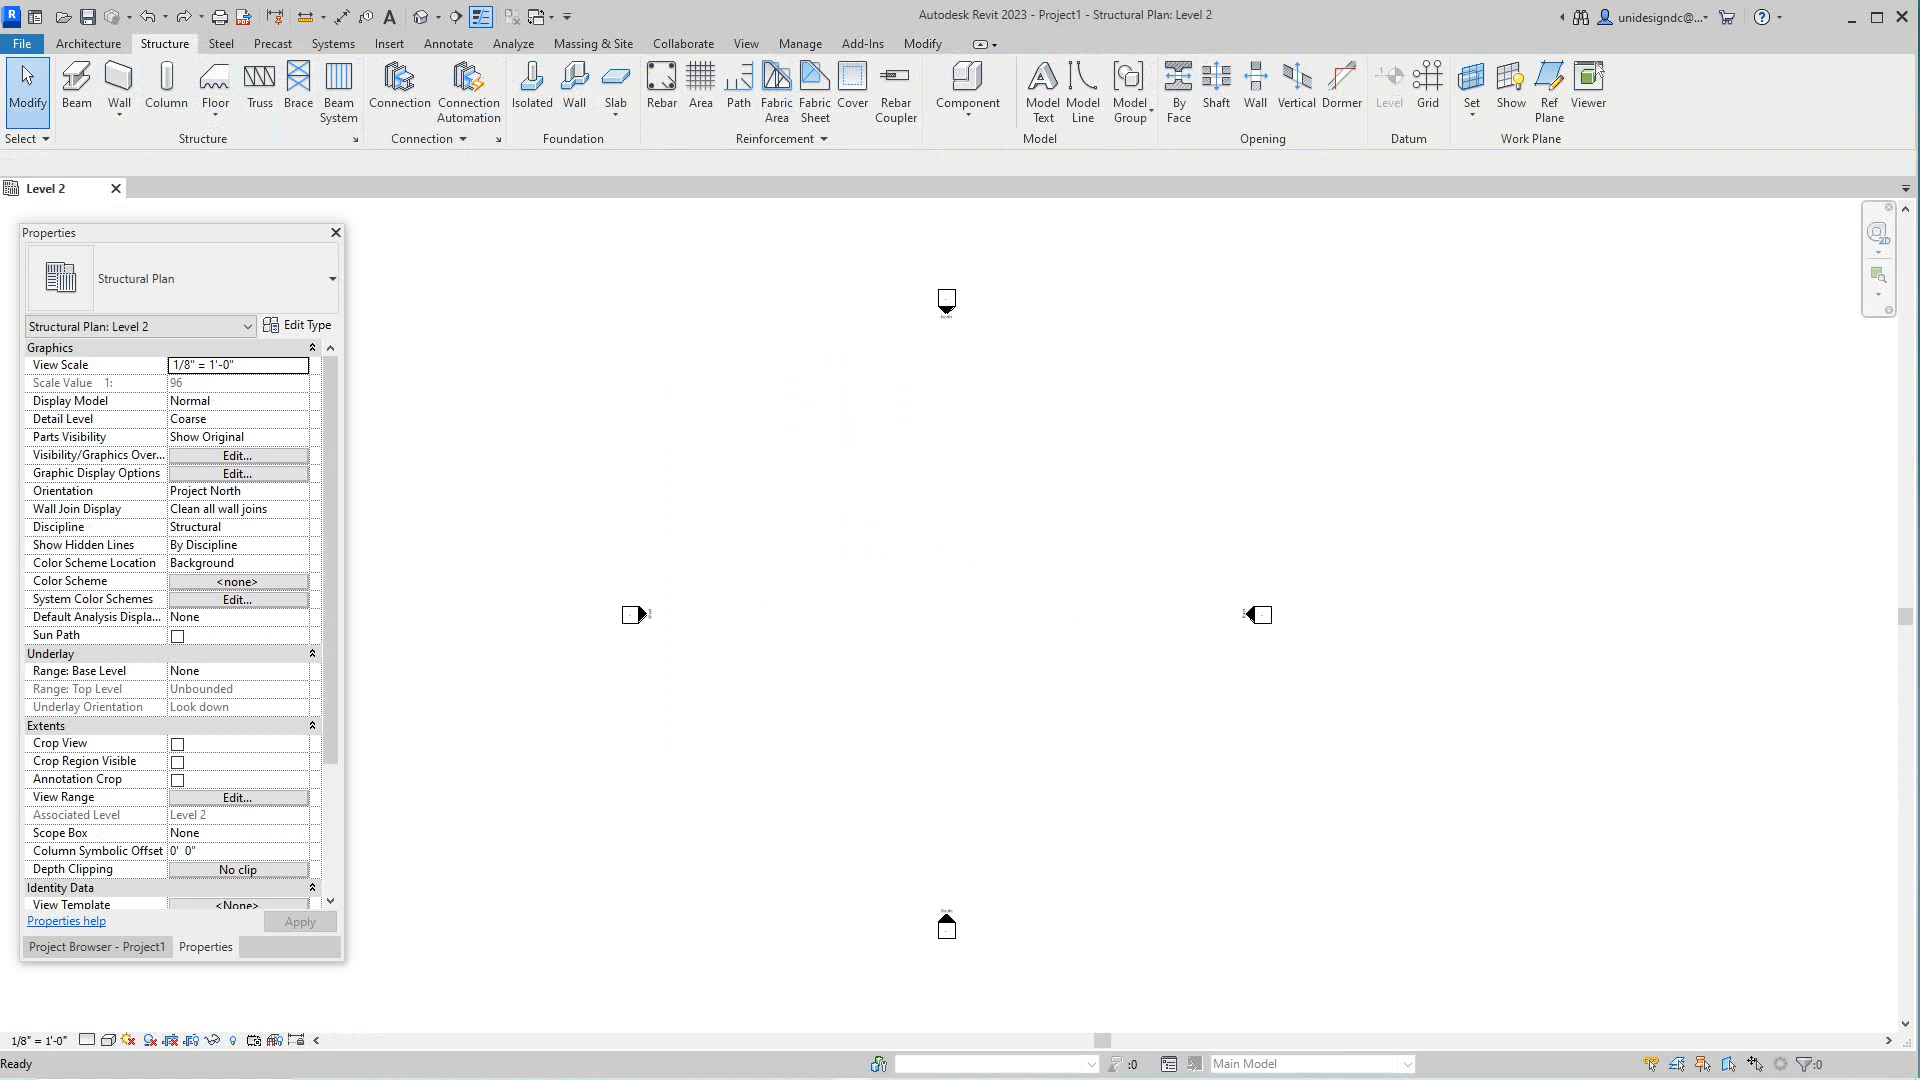 Autodesk Revit 2023 - Project1 - Structural Plan: Level 2
unidesigndc@...
File Architecture Structure Steel Precast Systems Insert Annotate Analyze Massing & Site Collaborate View Manage Add-Ins Modify
Modify
Beam
Wall
Column
Floor
Truss
Brace
Beam
System
Connection
Connection
Automation
Isolated
Wall
Slab
Rebar
Area
Path
Fabric
Area
Fabric
Sheet
Cover
Rebar
Coupler
Component
Model
Text
Model
Line
Model
Group
By
Face
Shaft
Wall
Vertical
Dormer
Level
Grid
Set
Show
Ref
Plane
Viewer
Select
Structure
Connection
Foundation
Reinforcement
Model
Opening
Datum
Work Plane
Level 2
2D
Properties
Structural Plan
Structural Plan: Level 2
Edit Type
Graphics
View Scale 1/8" = 1'-0"
Scale Value 1: 96
Display Model Normal
Detail Level Coarse
Parts Visibility Show Original
Visibility/Graphics Over... Edit...
Graphic Display Options Edit...
Orientation Project North
Wall Join Display Clean all wall joins
Discipline Structural
Show Hidden Lines By Discipline
Color Scheme Location Background
Color Scheme <none>
System Color Schemes Edit...
Default Analysis Displa... None
Sun Path
Underlay
Range: Base Level None
Range: Top Level Unbounded
Underlay Orientation Look down
Extents
Crop View
Crop Region Visible
Annotation Crop
View Range Edit...
Associated Level Level 2
Scope Box None
Column Symbolic Offset 0' 0"
Depth Clipping No clip
Identity Data
View Template <None>
Properties help
Apply
Project Browser - Project1 Properties
1/8" = 1'-0"
Ready
:0
Main Model
:0